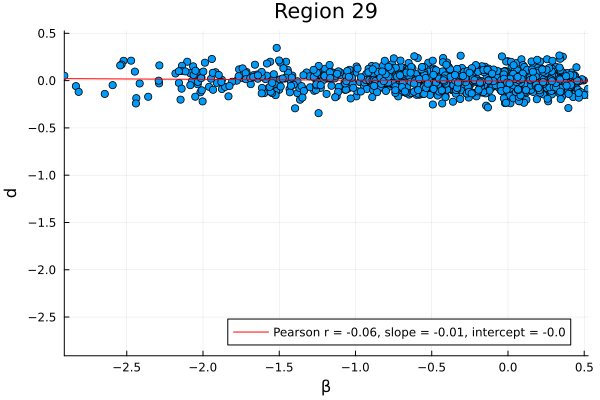 Region 29
0.5
0.0
−0.5
−1.0
−1.5
−2.0
−2.5
d
Pearson r = -0.06, slope = -0.01, intercept = -0.0
−2.5 −2.0 −1.5 −1.0 −0.5 0.0 0.5
β